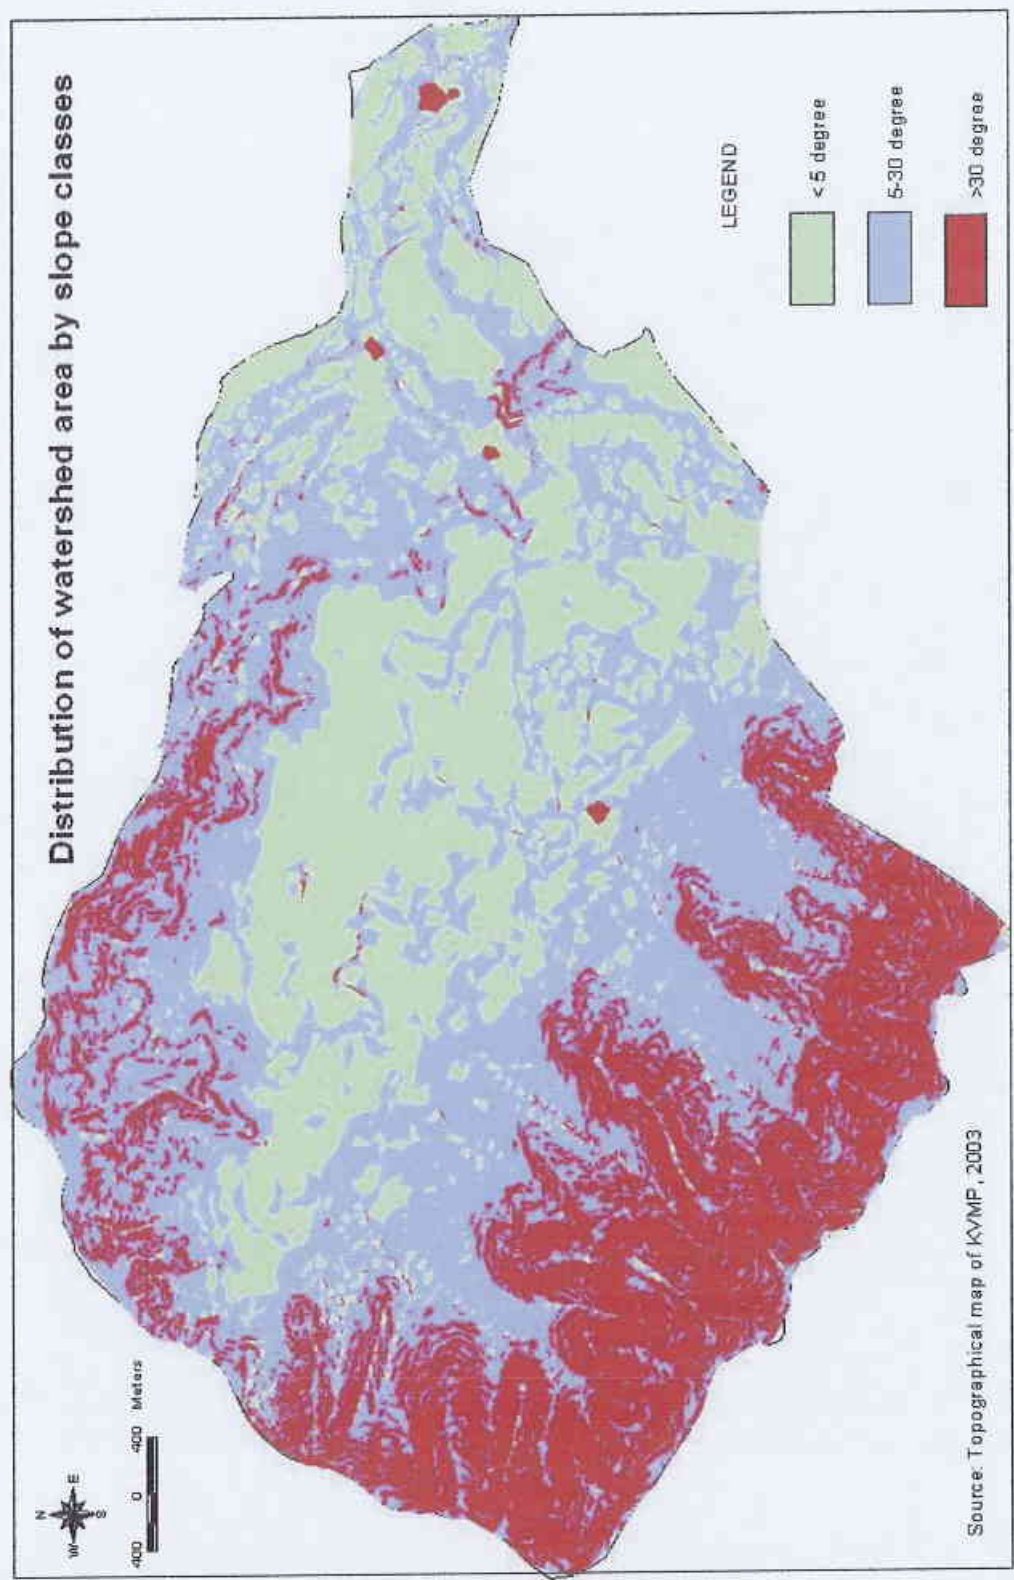 Distribution of watershed area by slope classes
N
W E
S
400 0 400 Meters
LEGEND
< 5 degree
5-30 degree
>30 degree
Source: Topographical map of KVMP, 2003